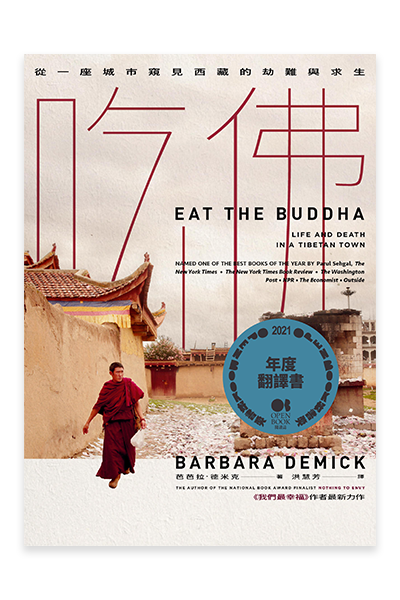 從一座城市窺見西藏的劫難與求生
吃佛
EAT THE BUDDHA
LIFE AND DEATH
IN A TIBETAN TOWN
NAMED ONE OF THE BEST BOOKS OF THE YEAR BY Parul Sehgal, The
New York Times • The New York Times Book Review • The Washington
Post • NPR • The Economist • Outside
2021
年度
翻譯書
OPEN
BOOK
閱讀誌
BARBARA DEMICK
芭芭拉・德米克 著 洪慧芳 譯
THE AUTHOR OF THE NATIONAL BOOK AWARD FINALIST NOTHING TO ENVY
《我們最幸福》作者最新力作